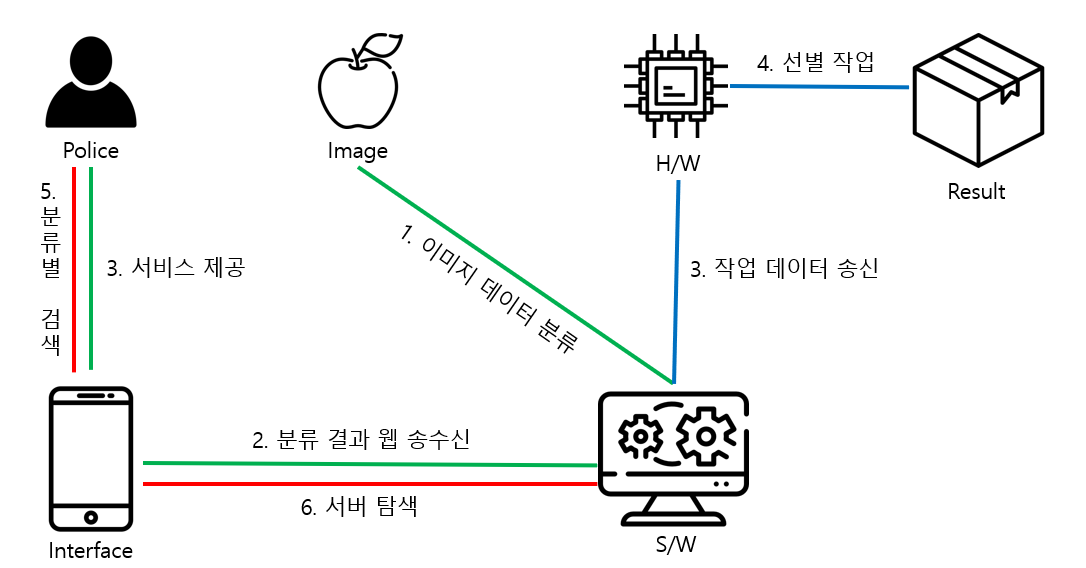 Police
Image
H/W
4. 선별 작업
Result
5. 분류별 검색
3. 서비스 제공
1. 이미지 데이터 분류
3. 작업 데이터 송신
2. 분류 결과 웹 송수신
6. 서버 탐색
Interface
S/W